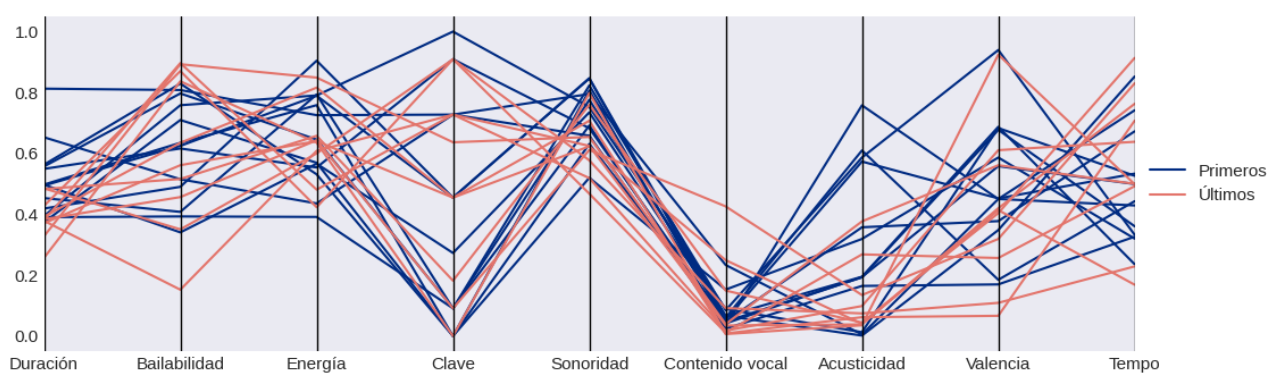 1.0
0.8
0.6
0.4
0.2
0.0
Duración Bailabilidad Energía Clave Sonoridad Contenido vocal Acusticidad Valencia Tempo
Primeros
Últimos